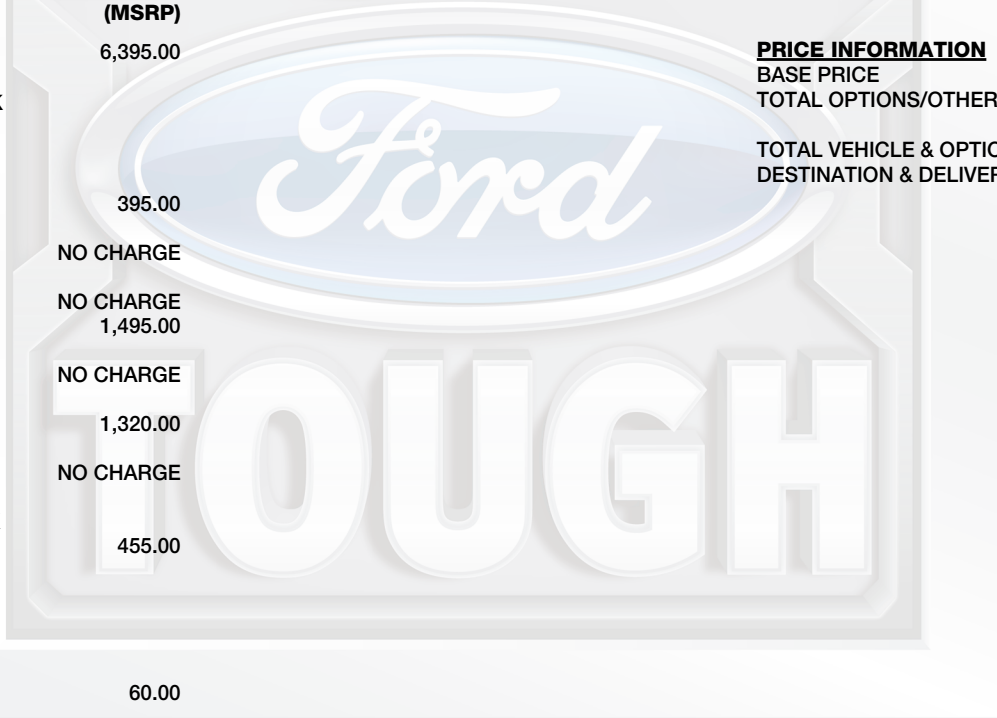 (MSRP)
6,395.00
395.00
NO CHARGE
NO CHARGE
1,495.00
NO CHARGE
1,320.00
NO CHARGE
455.00
60.00
PRICE INFORMATION
BASE PRICE
TOTAL OPTIONS/OTHER
TOTAL VEHICLE & OPTIO
DESTINATION & DELIVER
Ford
TOUGH